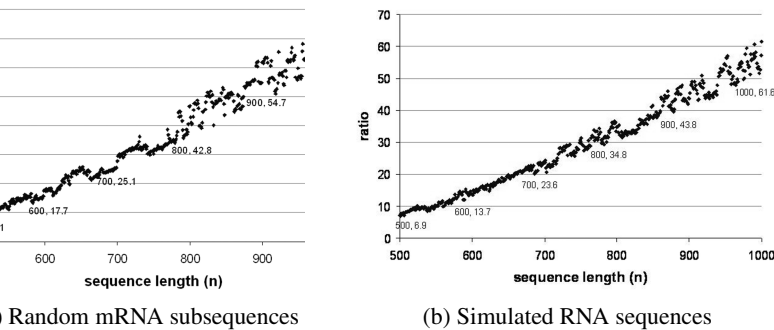 900, 54.7
800, 42.8
700, 25.1
600, 17.7
1
600 700 800 900
sequence length (n)
) Random mRNA subsequences
70
60
50
40
30
20
10
0
ratio
1000, 61.6
900, 43.8
800, 34.8
700, 23.6
600, 13.7
500, 6.9
500 600 700 800 900 1000
sequence length (n)
(b) Simulated RNA sequences